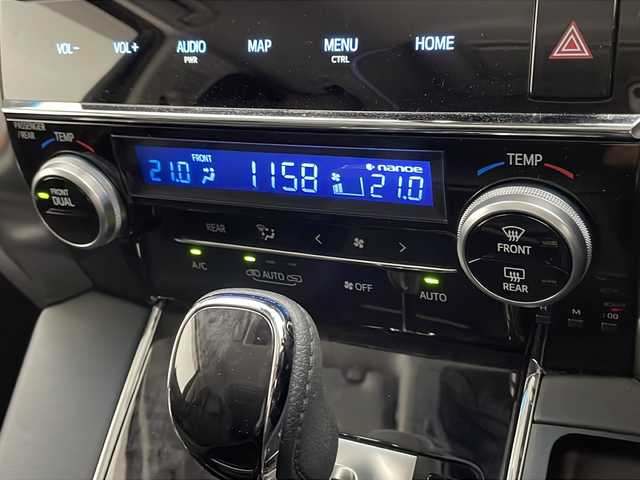 VOL- VOL+ AUDIO MAP MENU HOME
PWR CTRL
PASSENGER
/REAR
TEMP
FRONT
DUAL
21.0 FRONT 1158 nanoe 21.0
TEMP
FRONT
REAR
REAR
A/C
AUTO
OFF
AUTO
H M :00